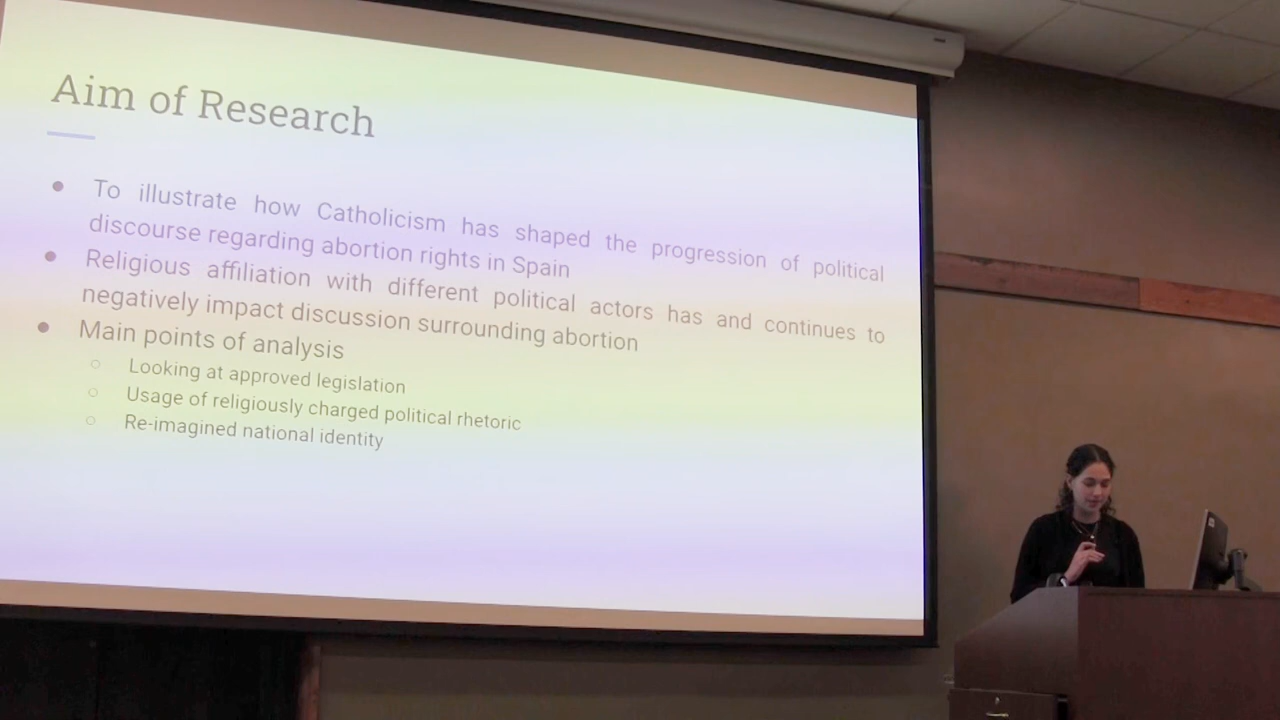 Aim of Research
● To illustrate how Catholicism has shaped the progression of political
discourse regarding abortion rights in Spain
● Religious affiliation with different political actors has and continues to
negatively impact discussion surrounding abortion
● Main points of analysis
○ Looking at approved legislation
○ Usage of religiously charged political rhetoric
○ Re-imagined national identity